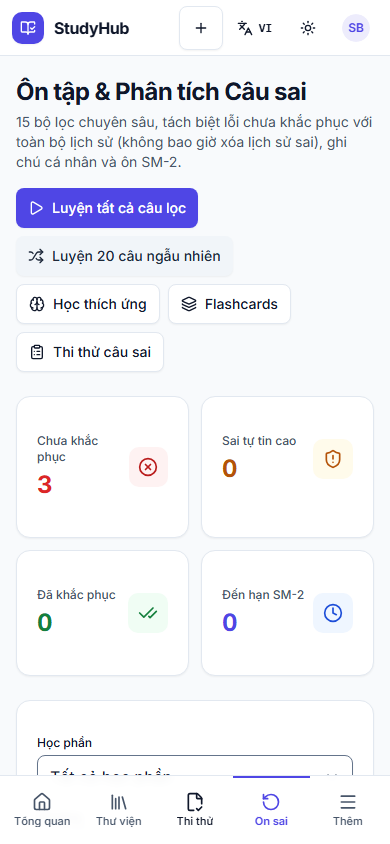 StudyHub
VI
SB
Ôn tập & Phân tích Câu sai
15 bộ lọc chuyên sâu, tách biệt lỗi chưa khắc phục với
toàn bộ lịch sử (không bao giờ xóa lịch sử sai), ghi
chú cá nhân và ôn SM-2.
Luyện tất cả câu lọc
Luyện 20 câu ngẫu nhiên
Học thích ứng
Flashcards
Thi thử câu sai
Chưa khắc
phục
3
Sai tự tin cao
0
Đã khắc phục
0
Đến hạn SM-2
0
Học phần
Tất cả học phần
Tổng quan
Thư viện
Thi thử
Ôn sai
Thêm